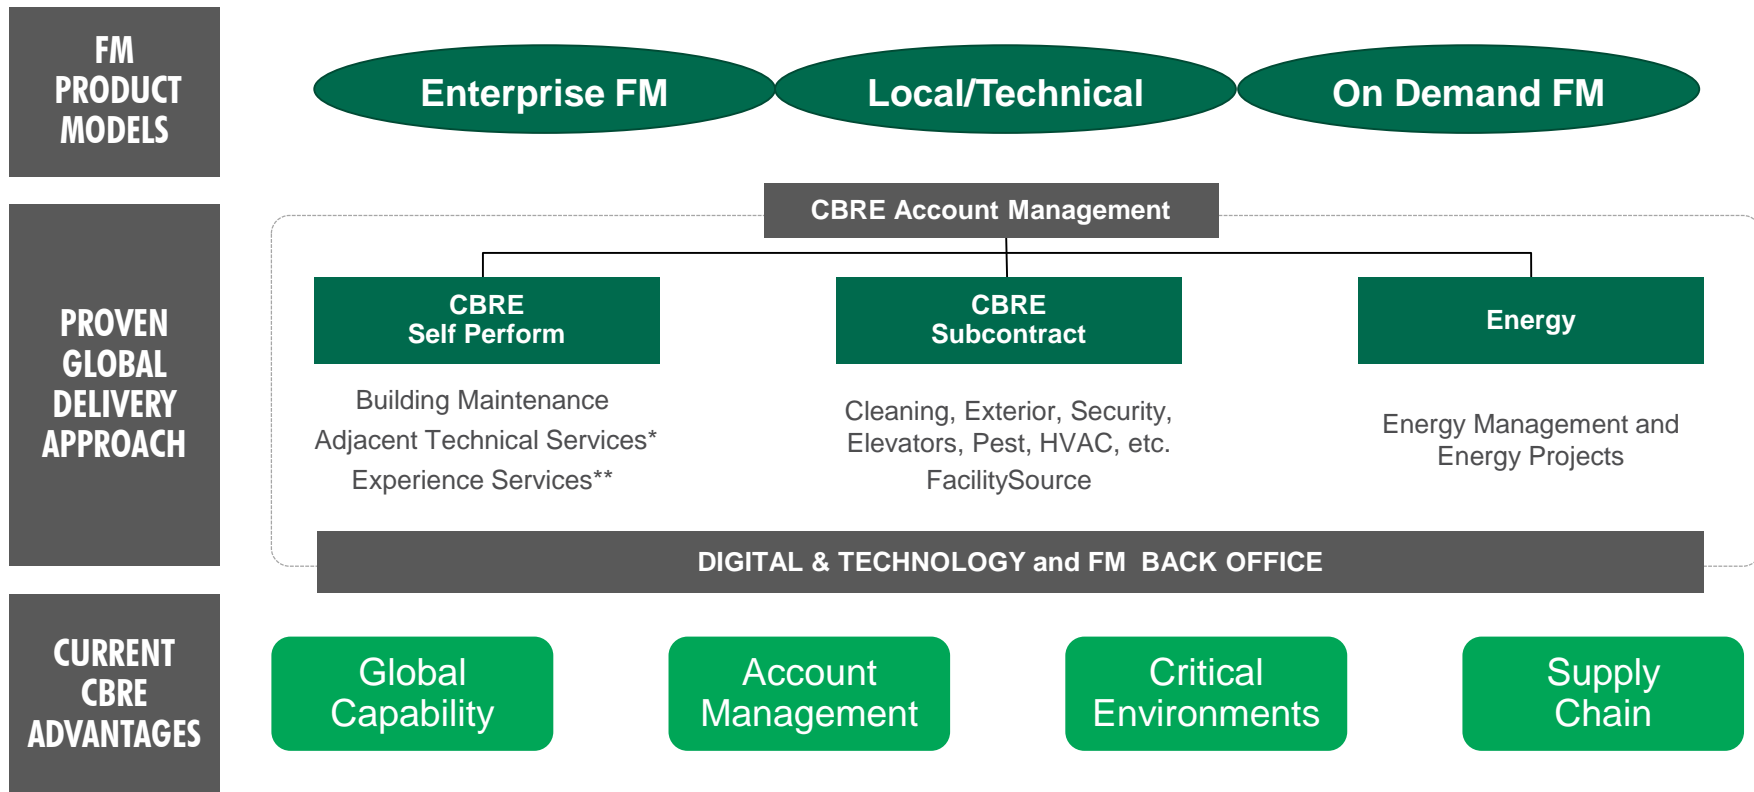 FM
PRODUCT
MODELS
Enterprise FM
Local/Technical
On Demand FM
PROVEN
GLOBAL
DELIVERY
APPROACH
CBRE Account Management
CBRE
Self Perform
Building Maintenance
Adjacent Technical Services*
Experience Services**
CBRE
Subcontract
Cleaning, Exterior, Security,
Elevators, Pest, HVAC, etc.
FacilitySource
Energy
Energy Management and
Energy Projects
DIGITAL & TECHNOLOGY and FM BACK OFFICE
CURRENT
CBRE
ADVANTAGES
Global
Capability
Account
Management
Critical
Environments
Supply
Chain